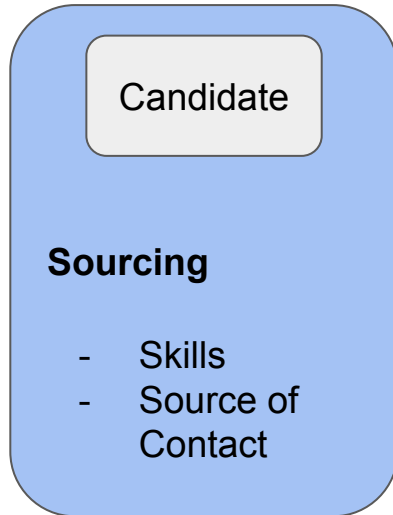 Candidate
Sourcing
- Skills
- Source of
Contact